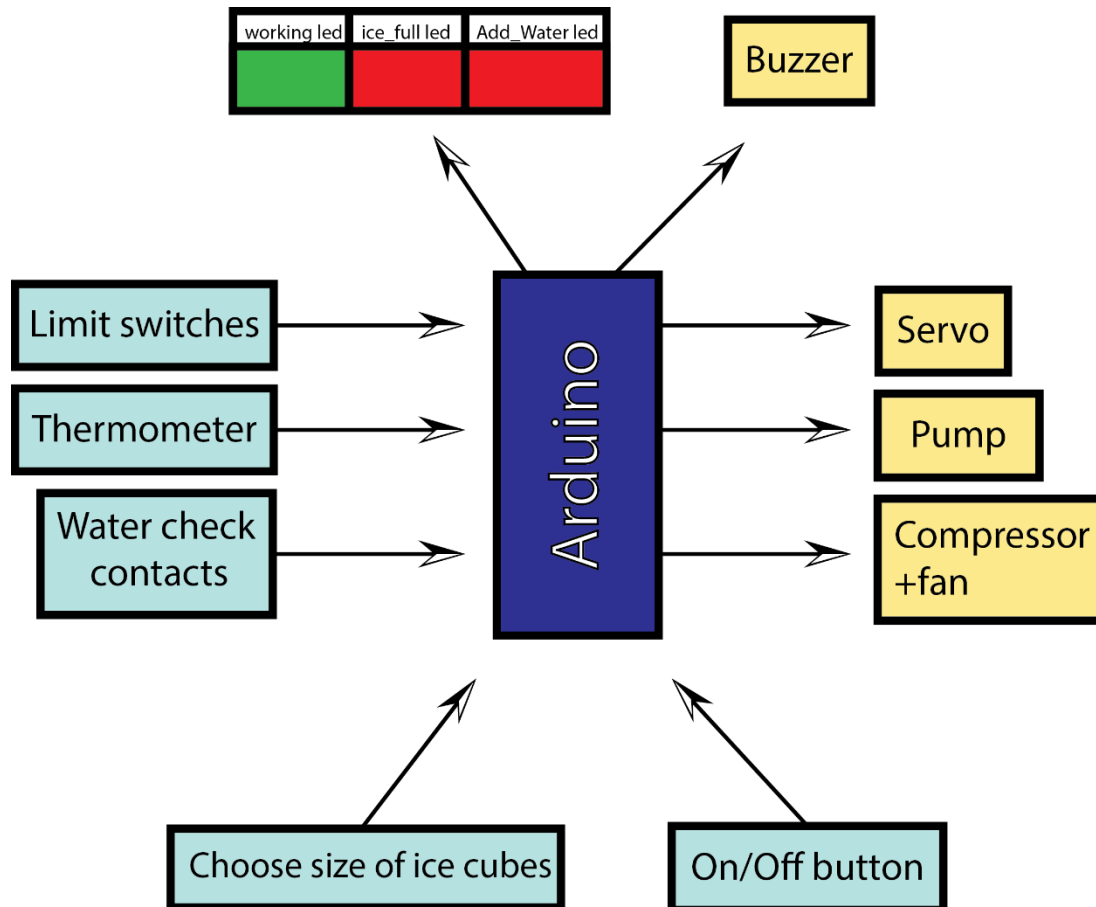 working led
ice_full led
Add_Water led
Buzzer
Limit switches
Thermometer
Water check
contacts
Arduino
Servo
Pump
Compressor
+fan
Choose size of ice cubes
On/Off button